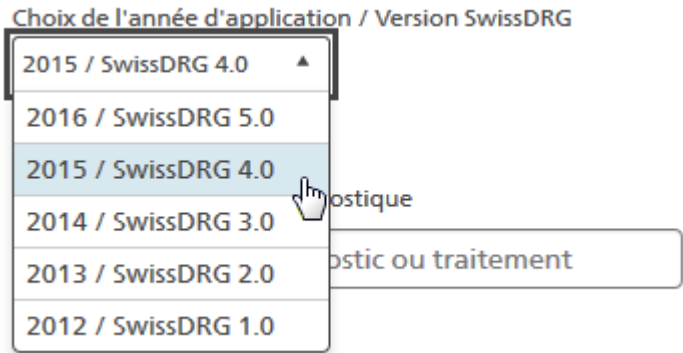 Choix de l'année d'application / Version SwissDRG
2015 / SwissDRG 4.0
2016 / SwissDRG 5.0
2015 / SwissDRG 4.0
2014 / SwissDRG 3.0
2013 / SwissDRG 2.0
2012 / SwissDRG 1.0
ostique
ostic ou traitement